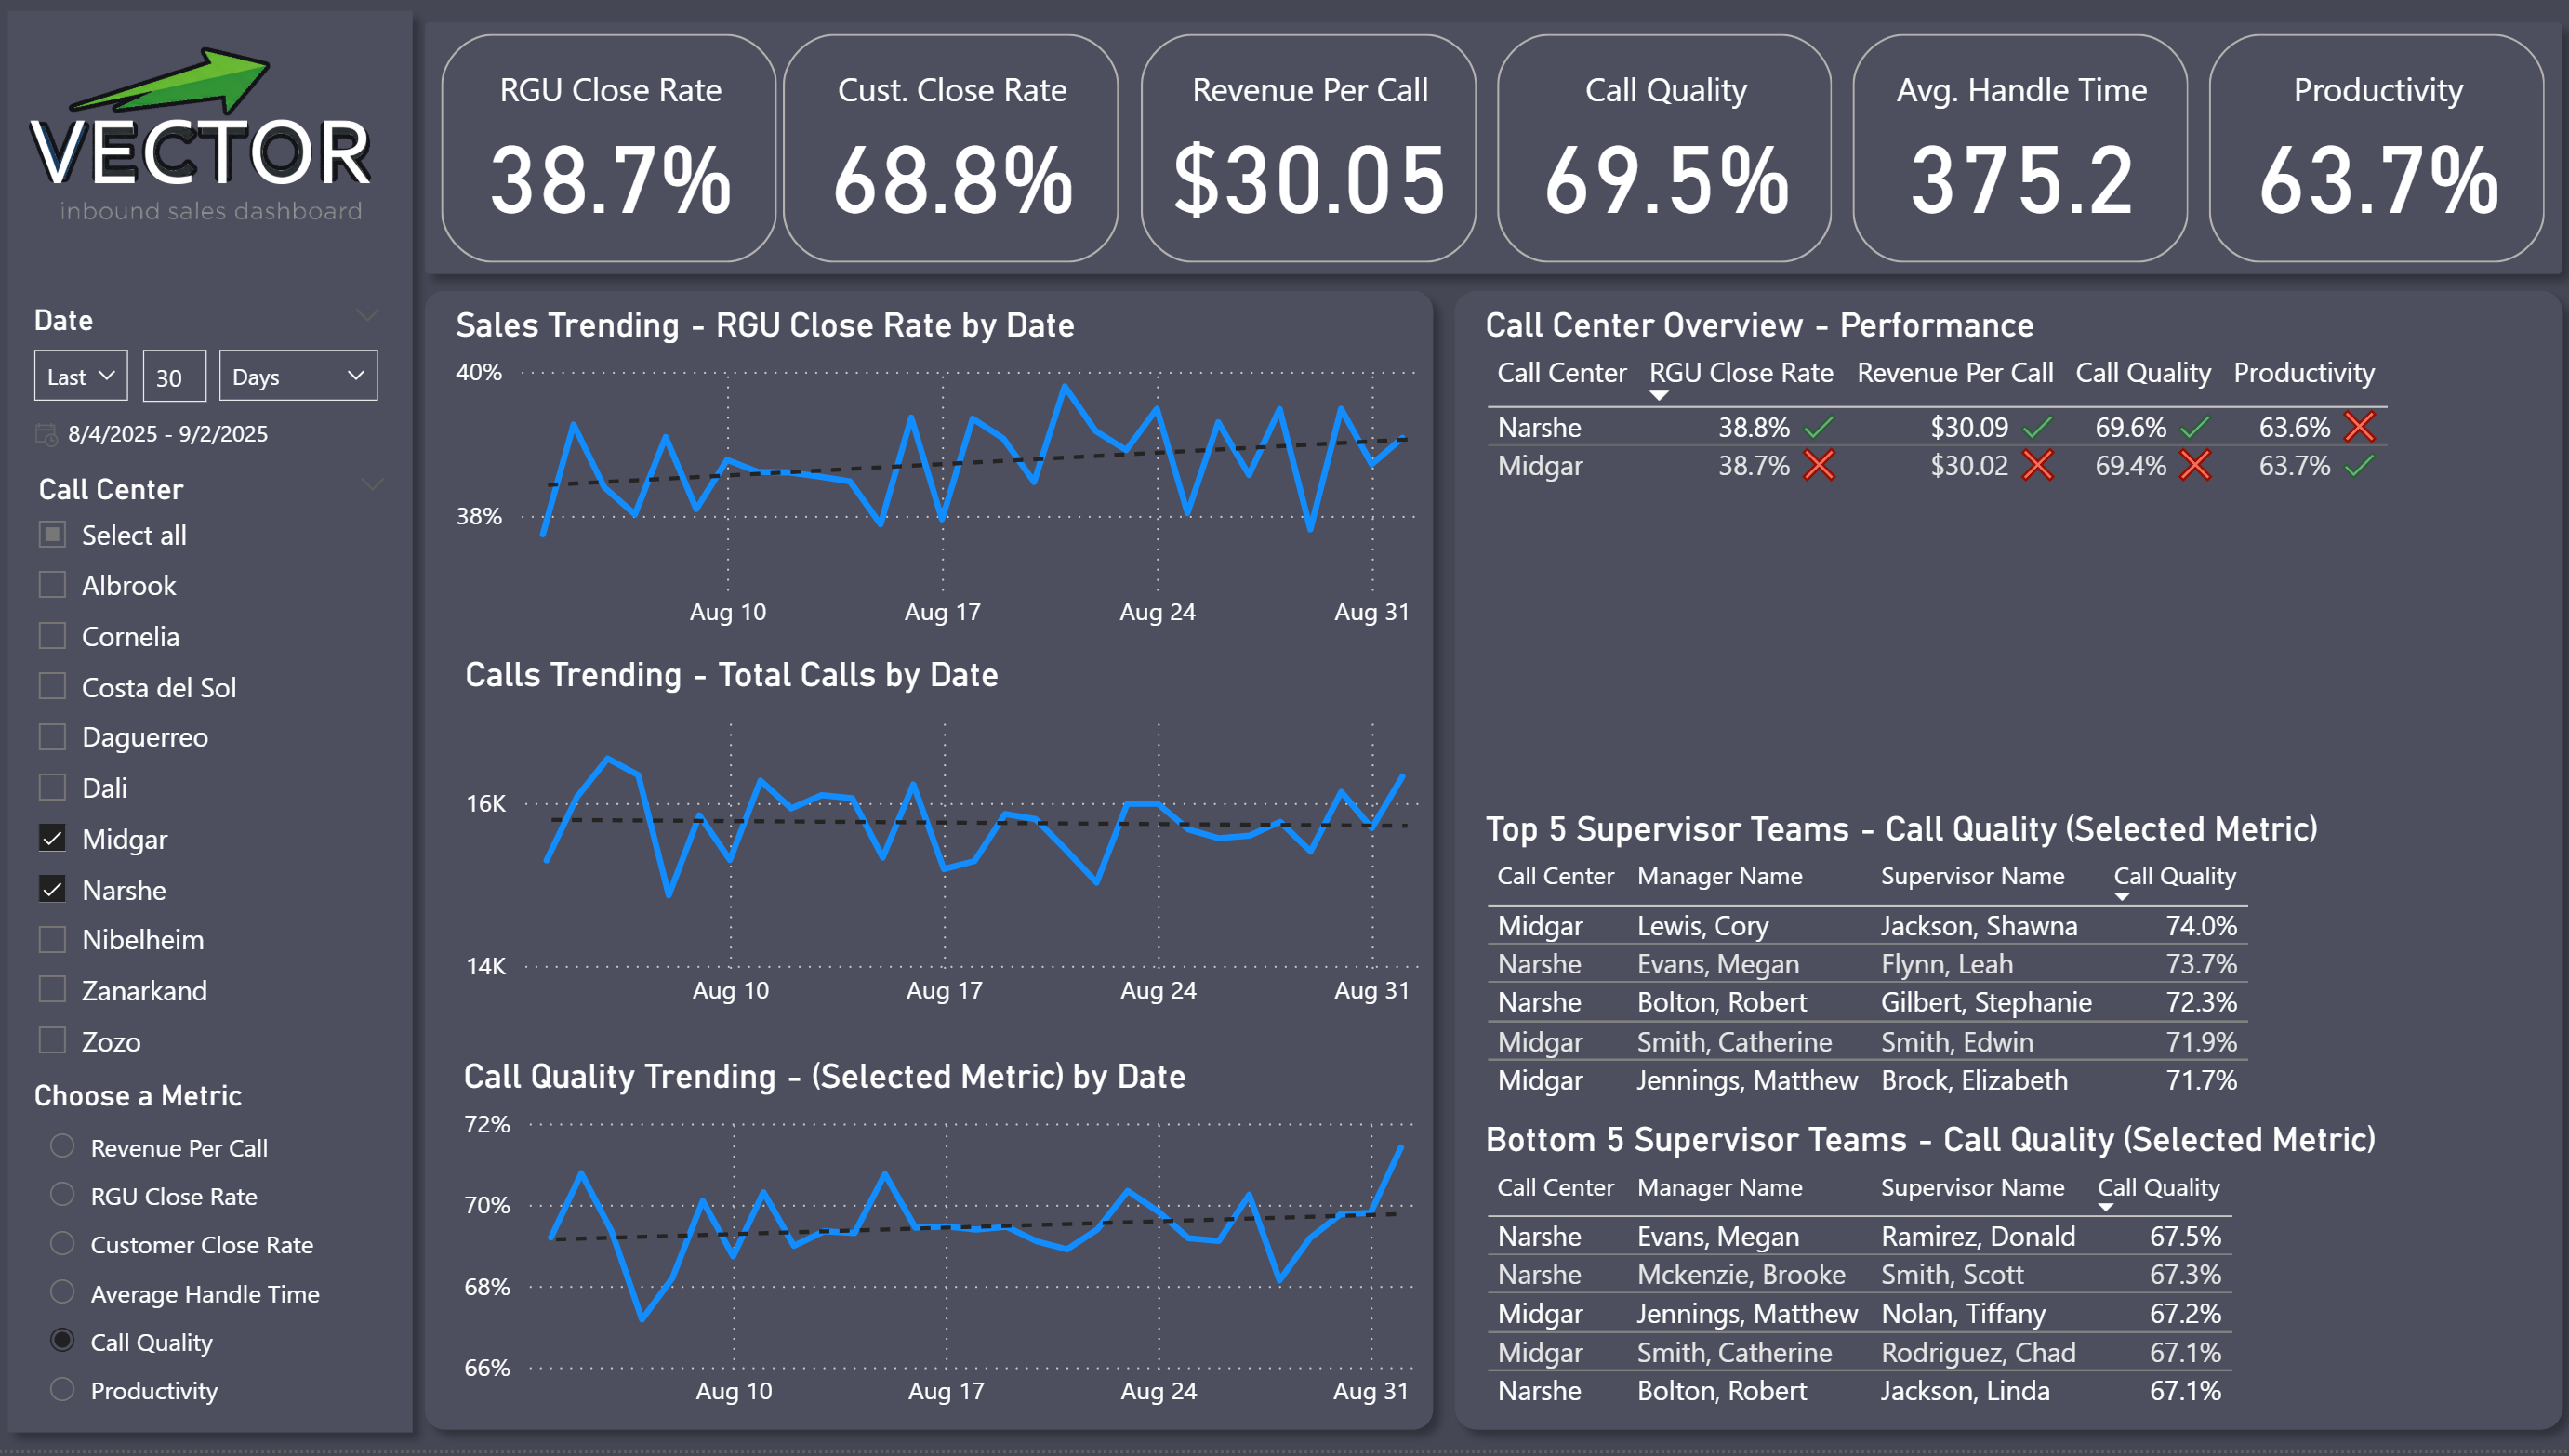 VECTOR
inbound sales dashboard
Date
Last 30 Days
8/4/2025 - 9/2/2025
Call Center
Select all
Albrook
Cornelia
Costa del Sol
Daguerreo
Dali
Midgar
Narshe
Nibelheim
Zanarkand
Zozo
Choose a Metric
Revenue Per Call
RGU Close Rate
Customer Close Rate
Average Handle Time
Call Quality
Productivity
RGU Close Rate
38.7%
Cust. Close Rate
68.8%
Revenue Per Call
$30.05
Call Quality
69.5%
Avg. Handle Time
375.2
Productivity
63.7%
Sales Trending - RGU Close Rate by Date
40%
38%
Aug 10 Aug 17 Aug 24 Aug 31
Calls Trending - Total Calls by Date
16K
14K
Aug 10 Aug 17 Aug 24 Aug 31
Call Quality Trending - (Selected Metric) by Date
72%
70%
68%
66%
Aug 10 Aug 17 Aug 24 Aug 31
Call Center Overview - Performance
Call Center RGU Close Rate Revenue Per Call Call Quality Productivity
Narshe 38.8% $30.09 69.6% 63.6%
Midgar 38.7% $30.02 69.4% 63.7%
Top 5 Supervisor Teams - Call Quality (Selected Metric)
Call Center Manager Name Supervisor Name Call Quality
Midgar Lewis, Cory Jackson, Shawna 74.0%
Narshe Evans, Megan Flynn, Leah 73.7%
Narshe Bolton, Robert Gilbert, Stephanie 72.3%
Midgar Smith, Catherine Smith, Edwin 71.9%
Midgar Jennings, Matthew Brock, Elizabeth 71.7%
Bottom 5 Supervisor Teams - Call Quality (Selected Metric)
Call Center Manager Name Supervisor Name Call Quality
Narshe Evans, Megan Ramirez, Donald 67.5%
Narshe Mckenzie, Brooke Smith, Scott 67.3%
Midgar Jennings, Matthew Nolan, Tiffany 67.2%
Midgar Smith, Catherine Rodriguez, Chad 67.1%
Narshe Bolton, Robert Jackson, Linda 67.1%